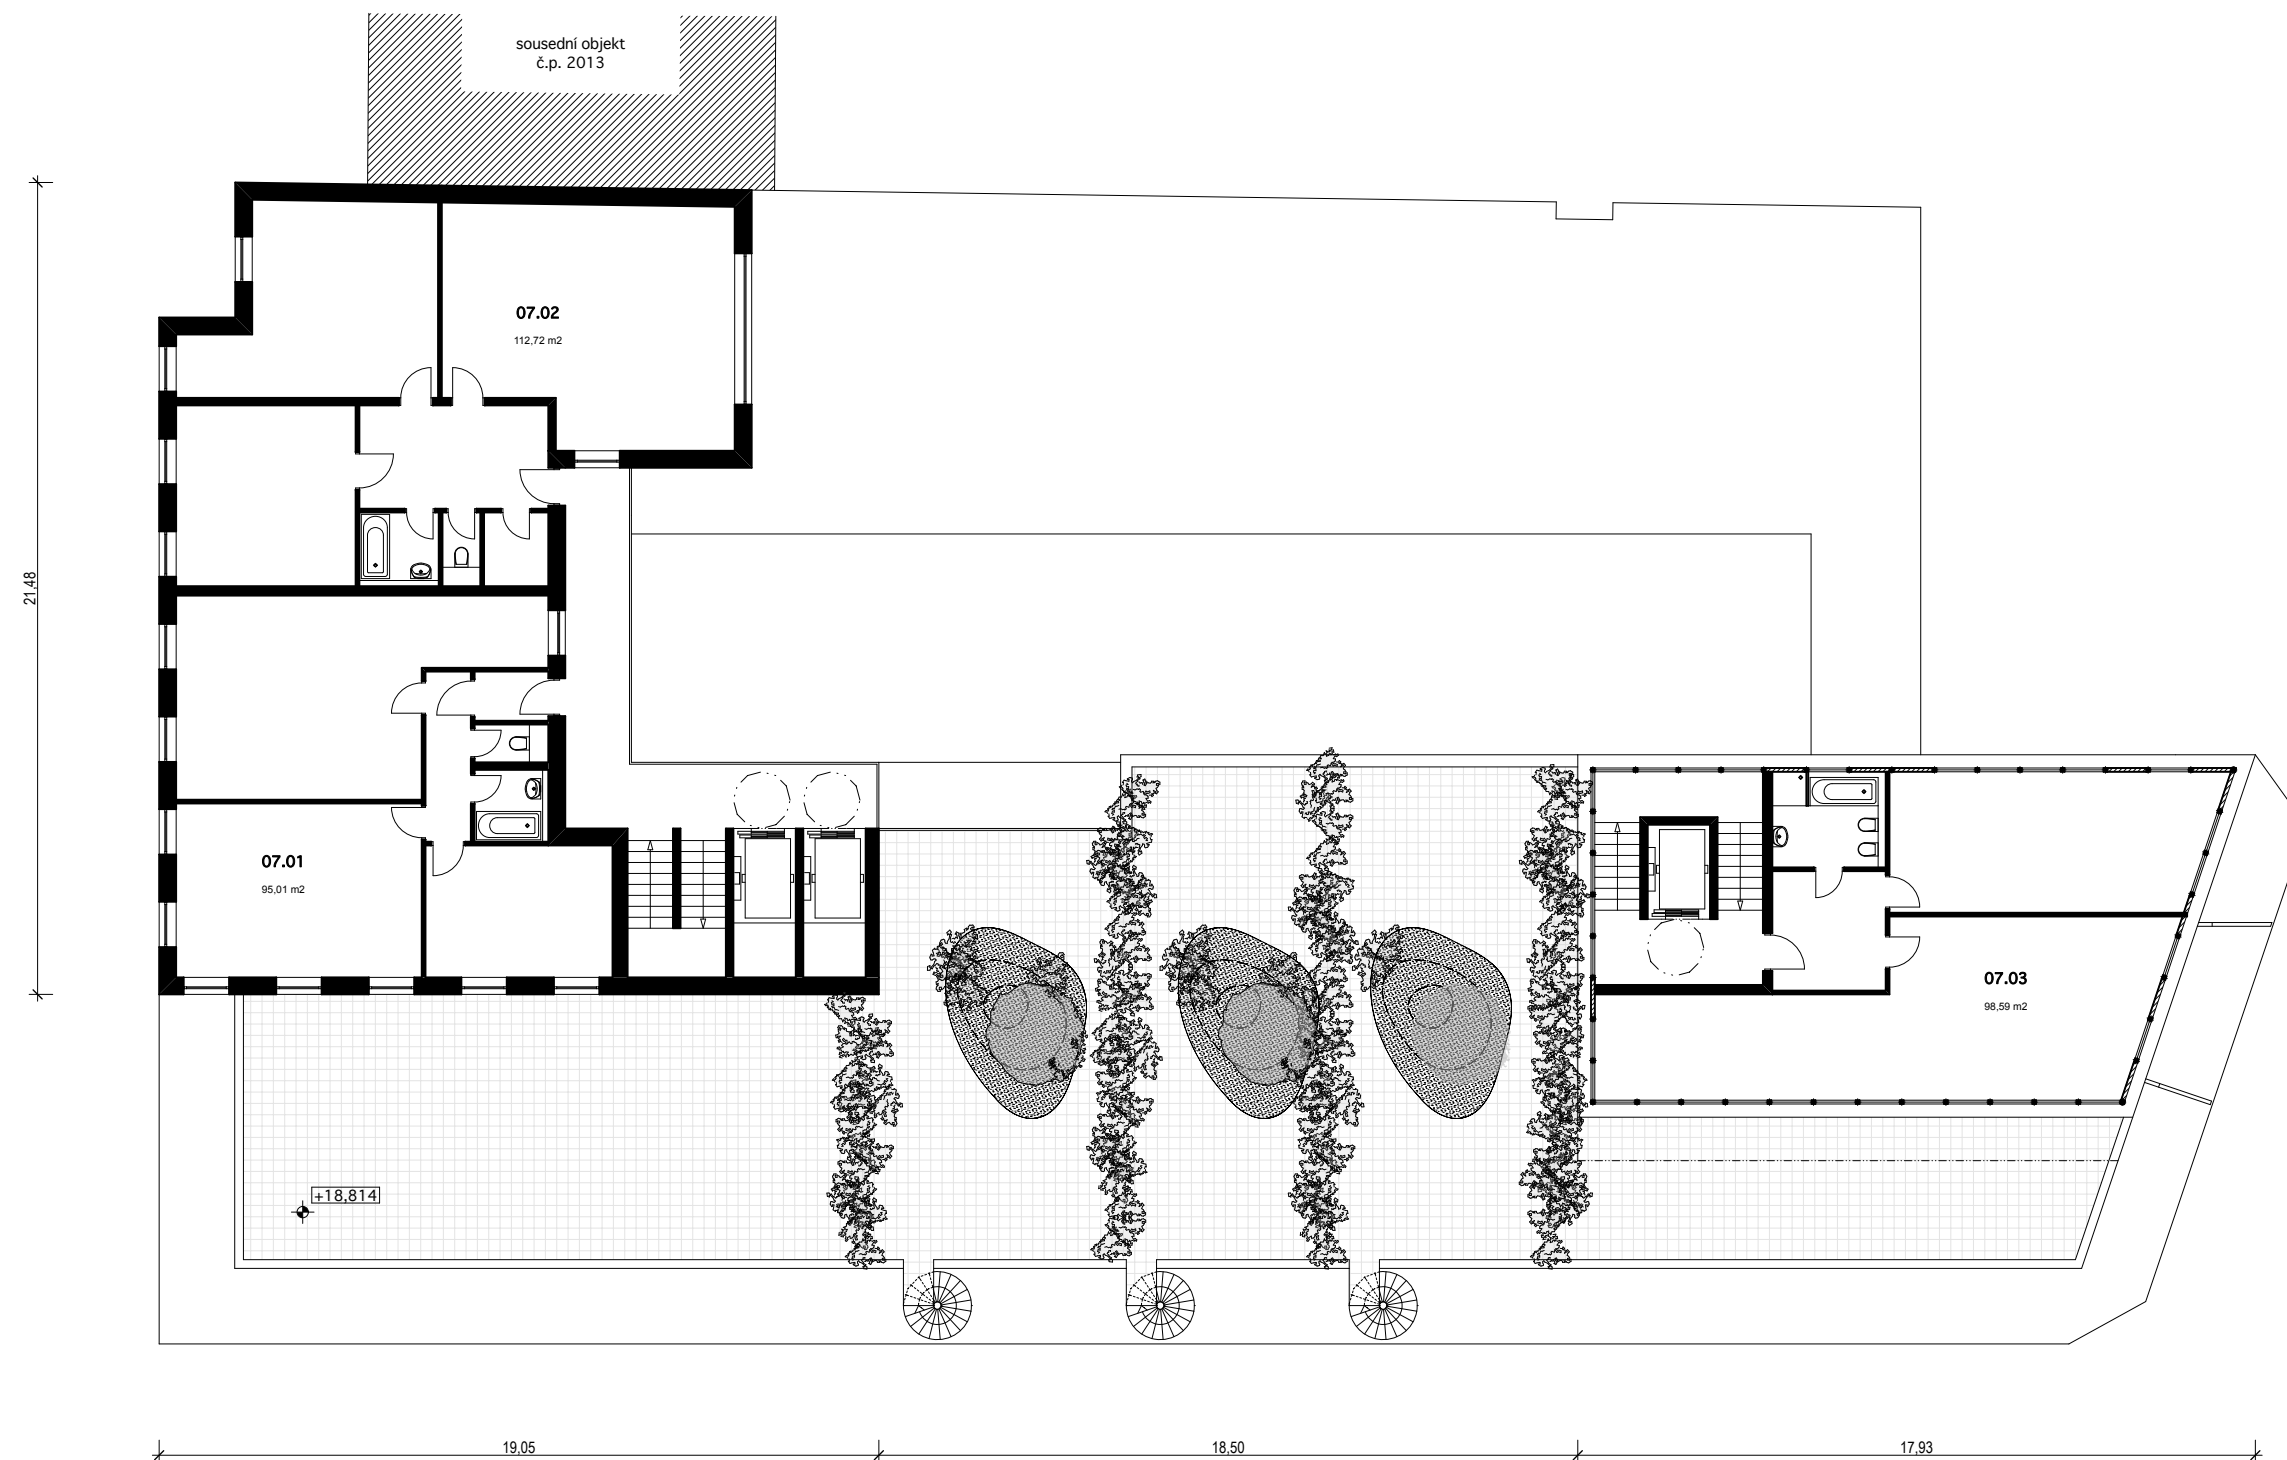 sousední objekt
č.p. 2013
07.02
112,72 m2
21,48
07.01
95,01 m2
07.03
98,59 m2
+18,814
19,05
18,50
17,93